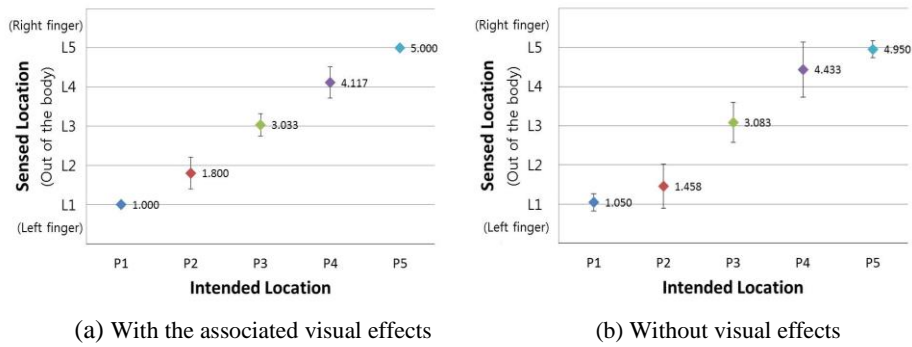 (Right finger)
L5
L4
L3
L2
L1
(Left finger)
Sensed Location
(Out of the body)
5.000
4.117
3.033
1.800
1.000
P1 P2 P3 P4 P5
Intended Location
(a) With the associated visual effects
(Right finger)
L5
L4
L3
L2
L1
(Left finger)
Sensed Location
(Out of the body)
4.950
4.433
3.083
1.458
1.050
P1 P2 P3 P4 P5
Intended Location
(b) Without visual effects